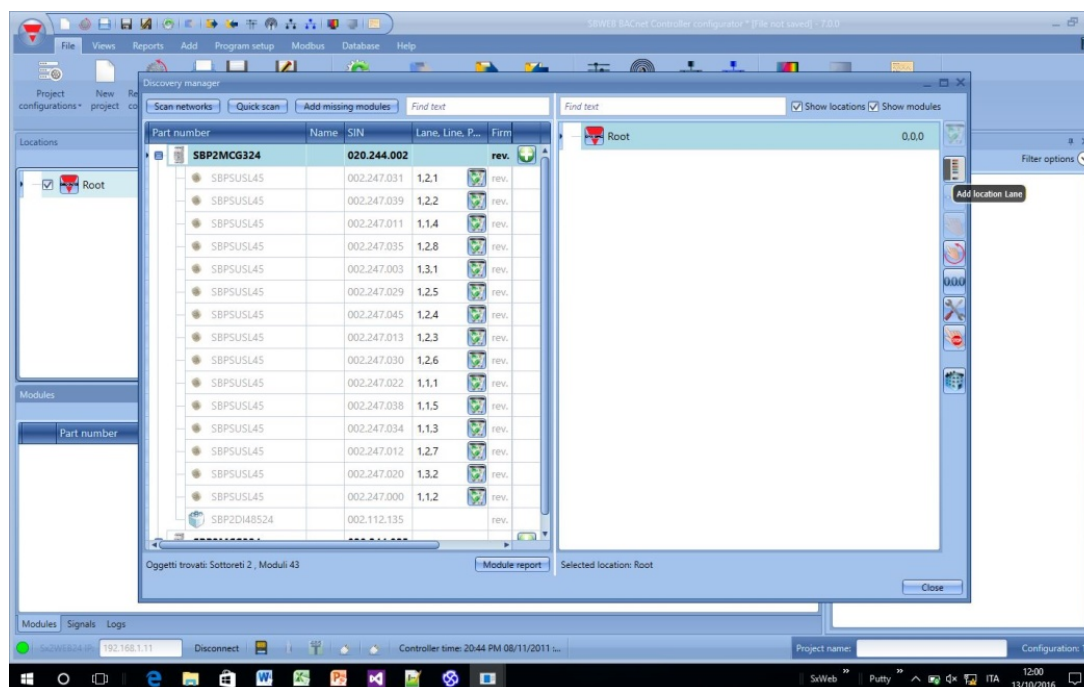 SBWEB BACnet Controller configurator * [File not saved] - 7.0.0
File Views Reports Add Program setup Modbus Database Help
Project configurations
New project
Discovery manager
Scan networks Quick scan Add missing modules Find text
Find text Show locations Show modules
Part number Name SIN Lane, Line, P... Firm
SBP2MCG324 020.244.002 rev.
SBPSUSL45 002.247.031 1,2,1 rev.
SBPSUSL45 002.247.039 1,2,2 rev.
SBPSUSL45 002.247.011 1,1,4 rev.
SBPSUSL45 002.247.035 1,2,8 rev.
SBPSUSL45 002.247.003 1,3,1 rev.
SBPSUSL45 002.247.029 1,2,5 rev.
SBPSUSL45 002.247.045 1,2,4 rev.
SBPSUSL45 002.247.013 1,2,3 rev.
SBPSUSL45 002.247.030 1,2,6 rev.
SBPSUSL45 002.247.022 1,1,1 rev.
SBPSUSL45 002.247.038 1,1,5 rev.
SBPSUSL45 002.247.034 1,1,3 rev.
SBPSUSL45 002.247.012 1,2,7 rev.
SBPSUSL45 002.247.020 1,3,2 rev.
SBPSUSL45 002.247.000 1,1,2 rev.
SBP2DI48524 002.112.135 rev.
Oggetti trovati: Sottoreti 2 , Moduli 43
Module report
Root 0.0.0
Add location Lane
0.0.0
Selected location: Root
Close
Locations
Root
Filter options
Modules
Part number
Modules Signals Logs
Sx2WEB24 IP: 192.168.1.11 Disconnect Controller time: 20:44 PM 08/11/2011 :...
Project name: Configuration:
SxWeb Putty ITA 12:00
13/10/2016